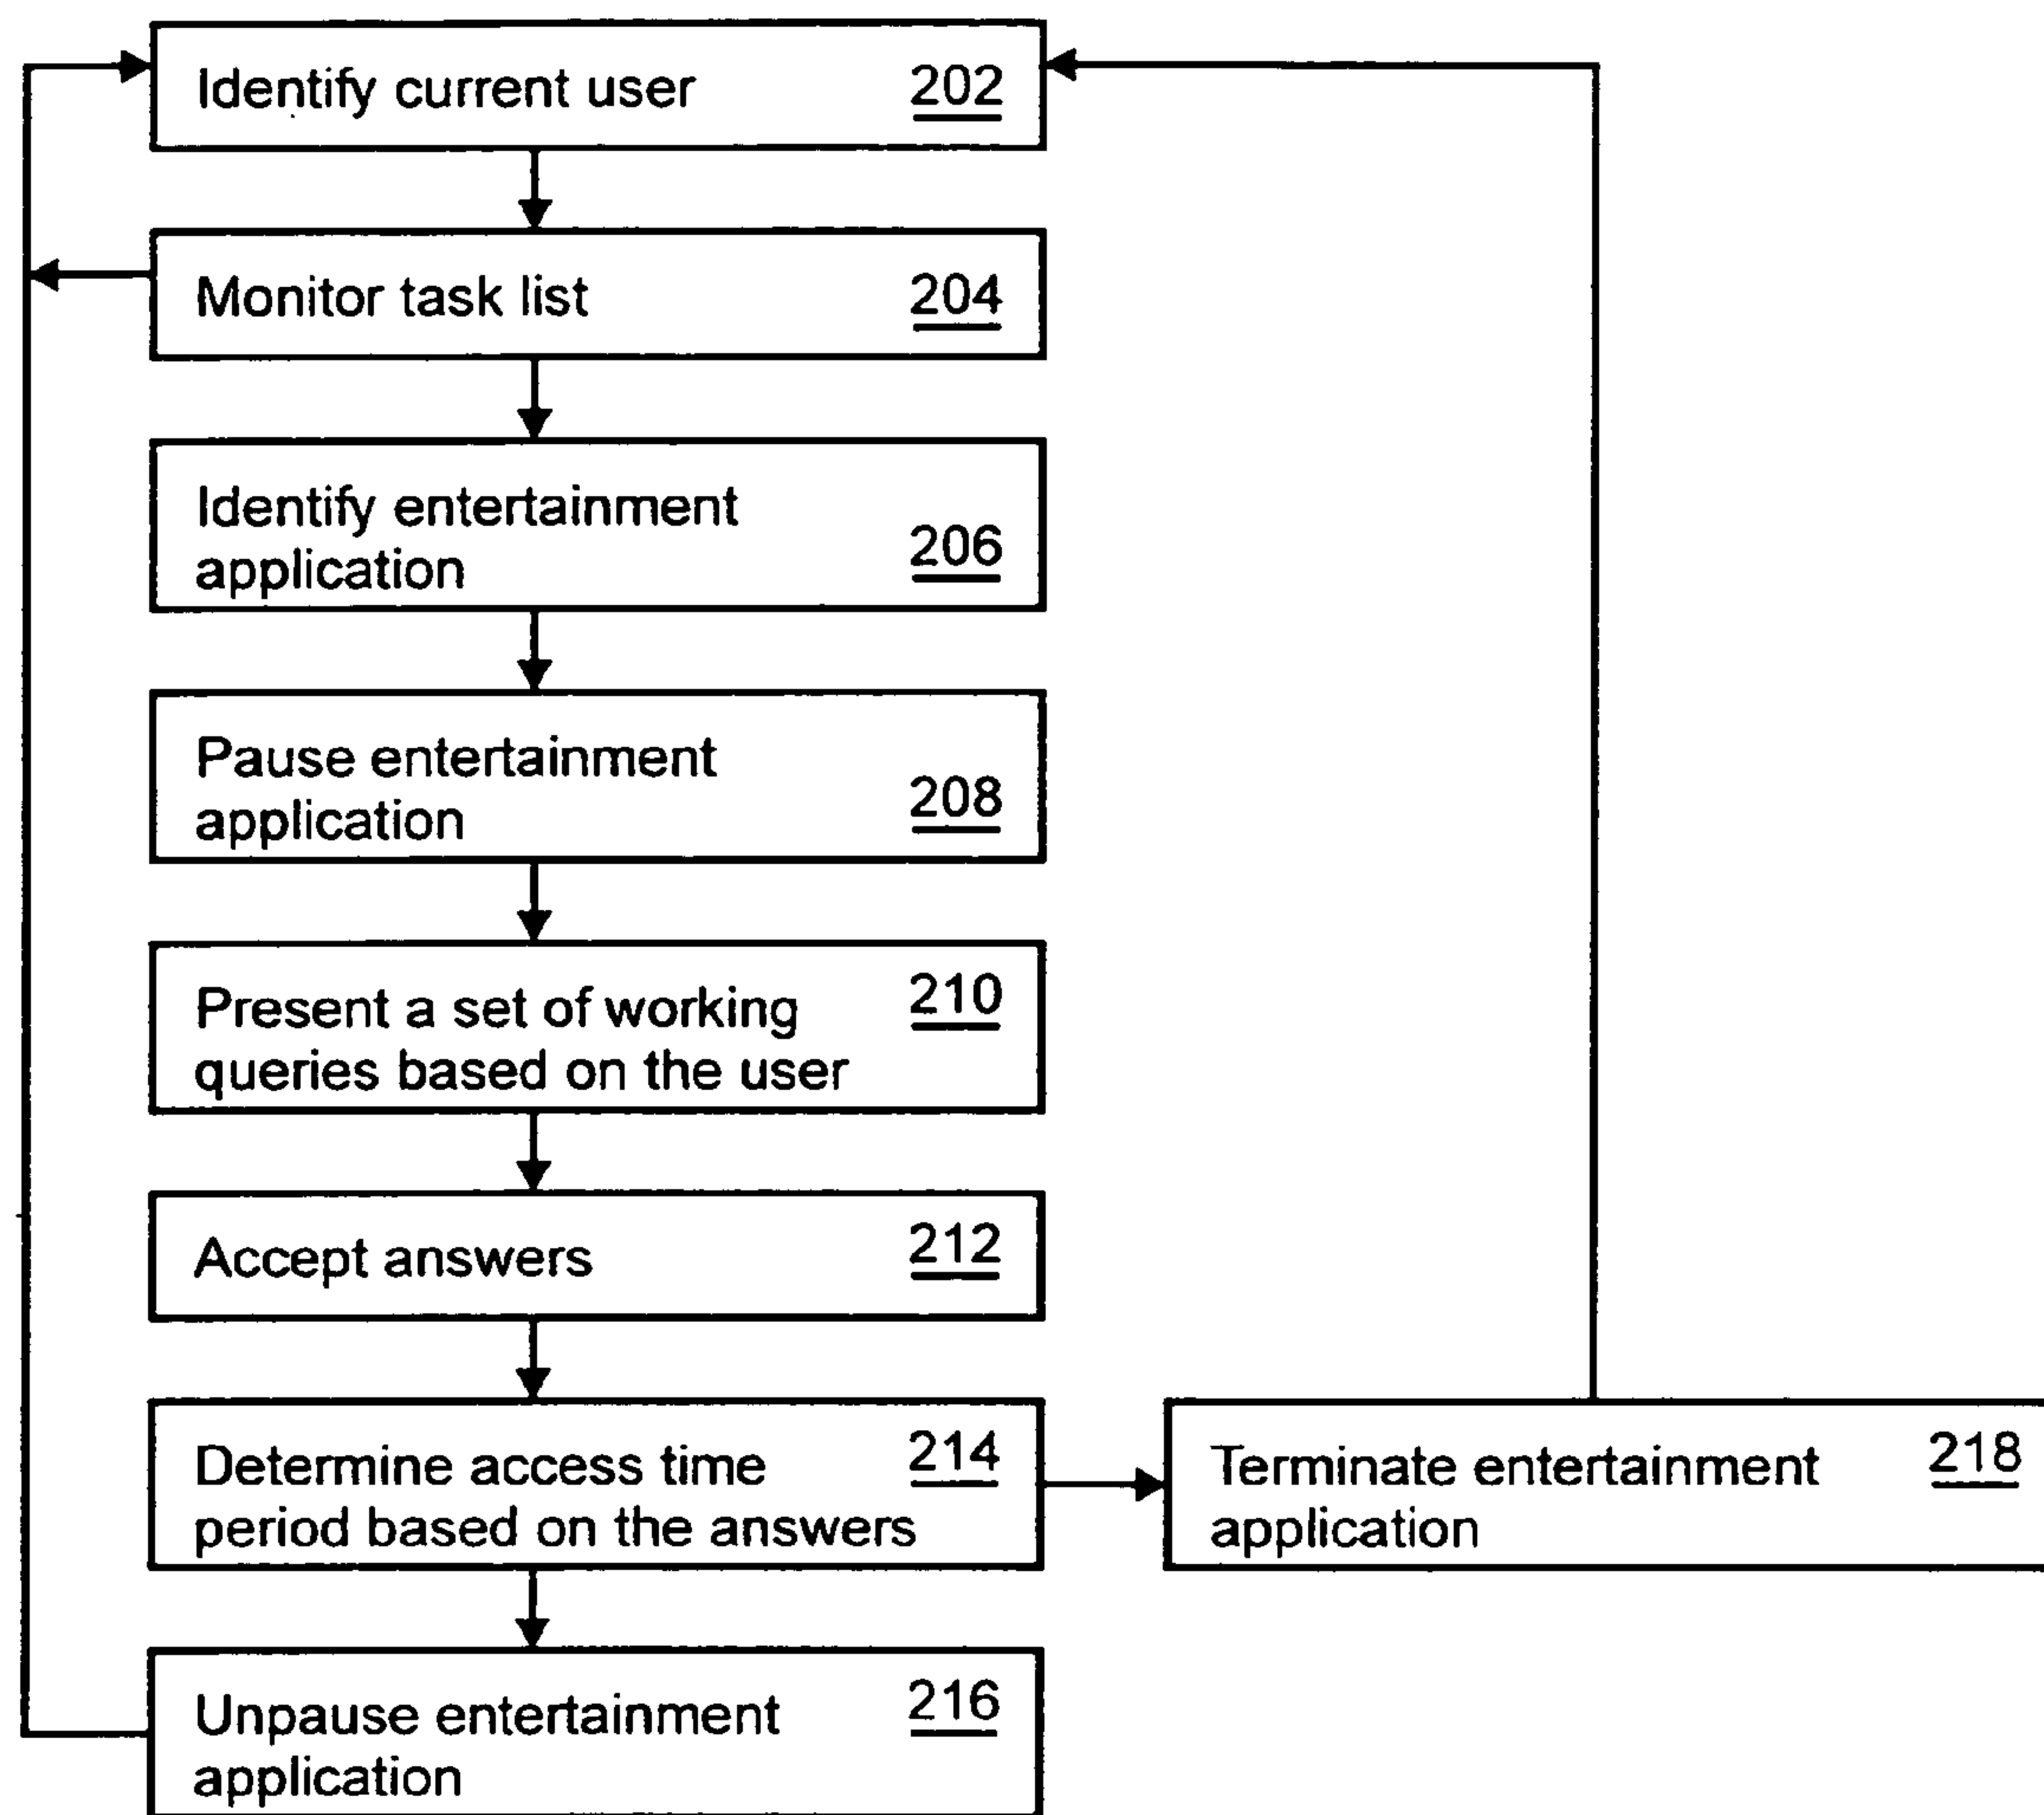 Identify current user 202
Monitor task list 204
Identify entertainment
application 206
Pause entertainment
application 208
Present a set of working 210
queries based on the user
Accept answers 212
Determine access time 214
period based on the answers
Terminate entertainment 218
application
Unpause entertainment 216
application